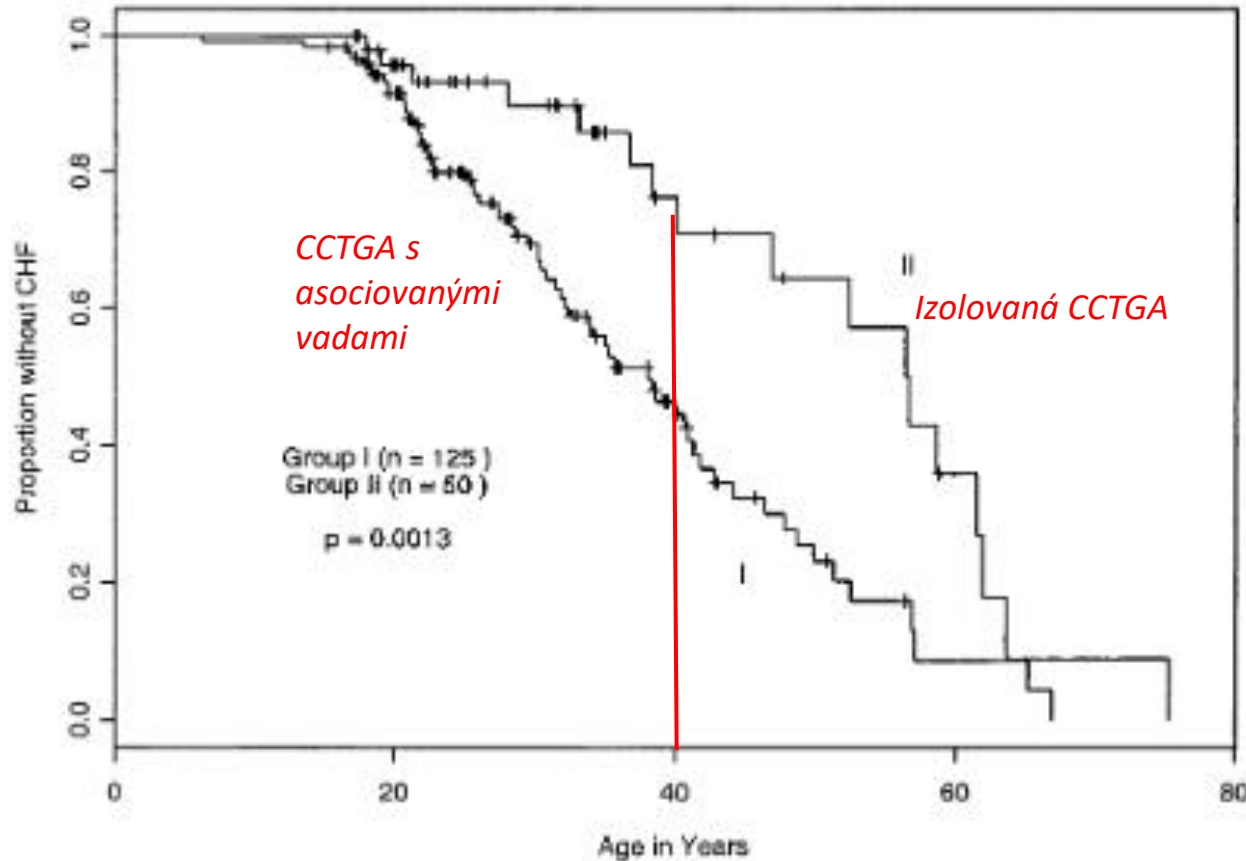 Proportion without CHF
1.0
0.8
0.6
0.4
0.2
0.0
CCTGA s
asociovanými
vadami
II
Izolovaná CCTGA
Group I (n = 125 )
Group II (n = 50 )
p = 0.0013
I
0
20
40
60
80
Age in Years